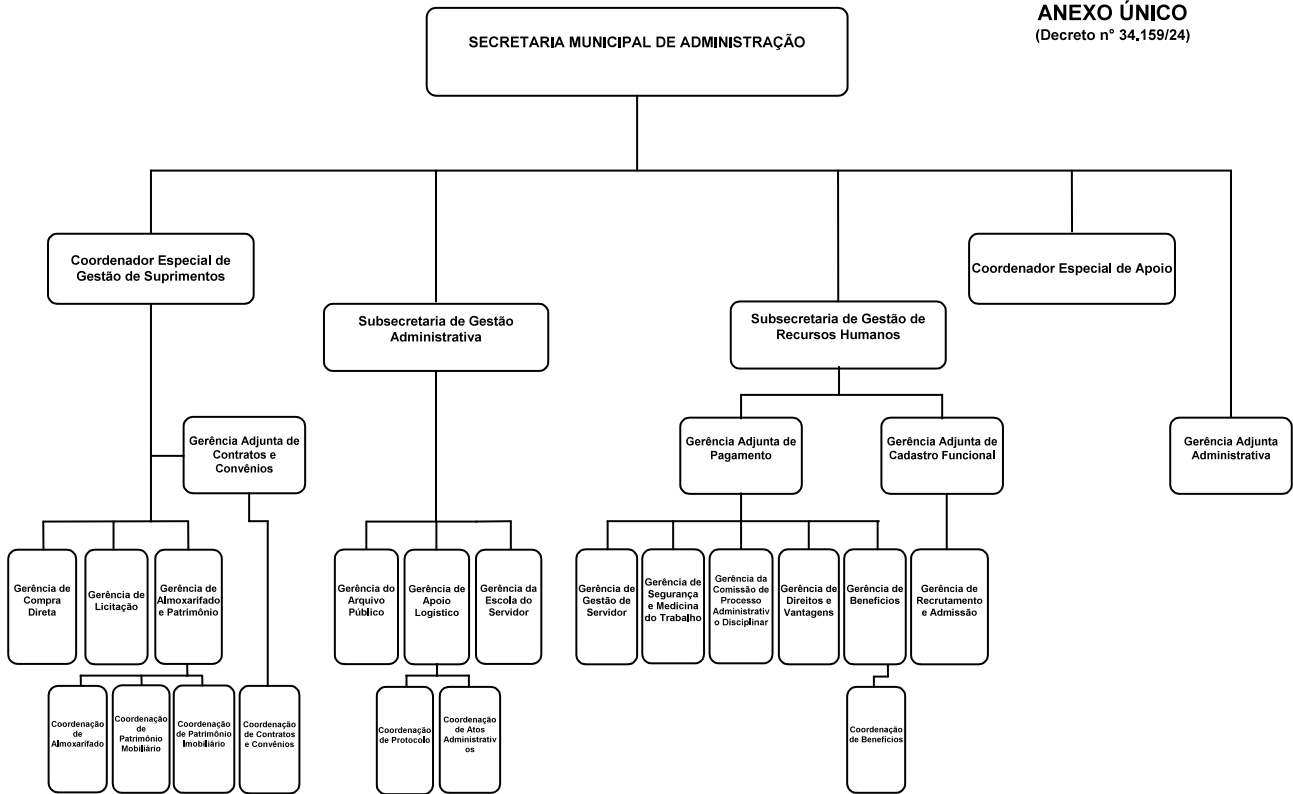 ANEXO ÚNICO
(Decreto n° 34.159/24)
SECRETARIA MUNICIPAL DE ADMINISTRAÇÃO
Coordenador Especial de
Gestão de Suprimentos
Coordenador Especial de Apoio
Subsecretaria de Gestão
Administrativa
Subsecretaria de Gestão de
Recursos Humanos
Gerência Adjunta de
Contratos e
Convênios
Gerência Adjunta de
Pagamento
Gerência Adjunta de
Cadastro Funcional
Gerência Adjunta
Administrativa
Gerência de
Compra
Direta
Gerência de
Licitação
Gerência de
Almoxarifado
e Patrimônio
Gerência do
Arquivo
Público
Gerência de
Apoio
Logístico
Gerência da
Escola do
Servidor
Gerência de
Gestão de
Servidor
Gerência de
Segurança
e Medicina
do Trabalho
Gerência da
Comissão de
Processo
Administrativ
o Disciplinar
Gerência de
Direitos e
Vantagens
Gerência de
Benefícios
Gerência de
Recrutamento
e Admissão
Coordenação
de
Almoxarifado
Coordenação
de
Patrimônio
Mobiliário
Coordenação
de Patrimônio
Imobiliário
Coordenação
de Contratos
e Convênios
Coordenação
de Protocolo
Coordenação
de Atos
Administrativ
os
Coordenação
de Benefícios